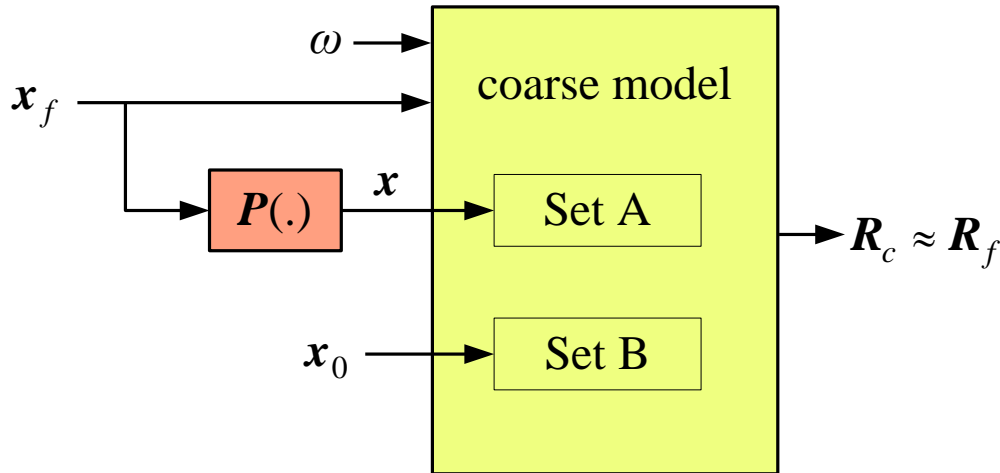 ω
coarse model
x_f
P(.)
x
Set A
R_c ≈ R_f
x_0
Set B